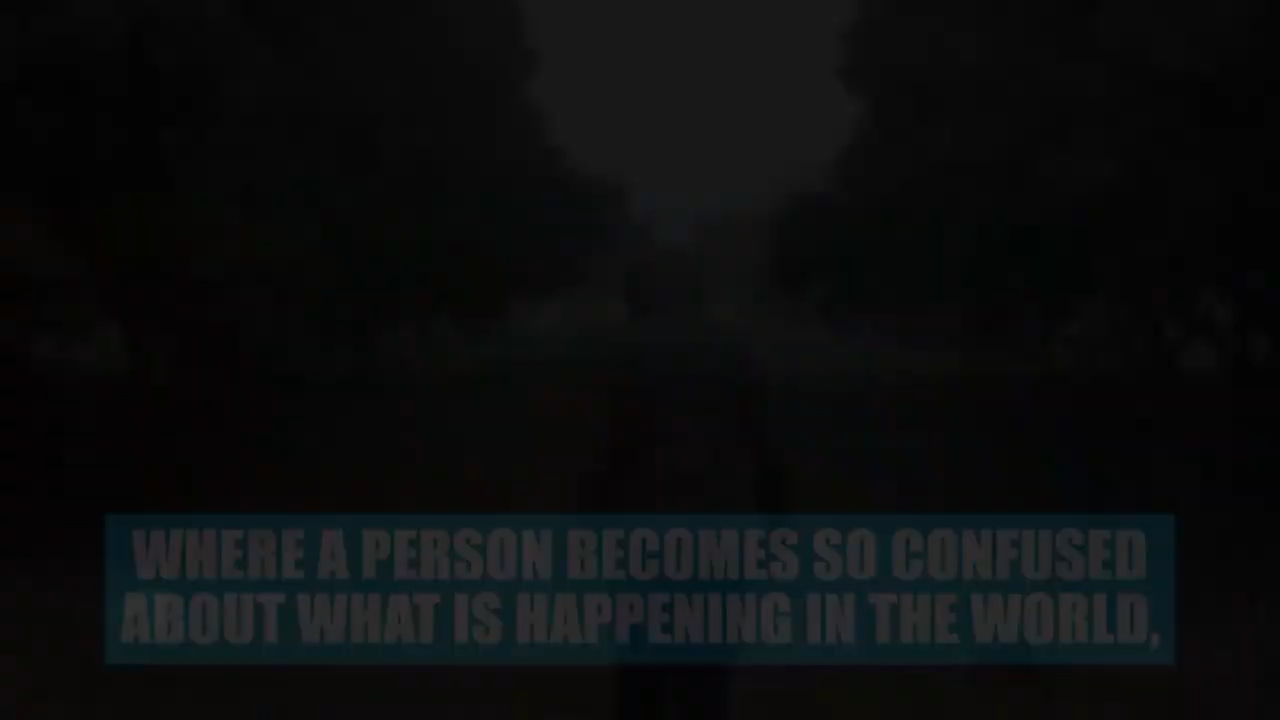 WHERE A PERSON BECOMES SO CONFUSED
ABOUT WHAT IS HAPPENING IN THE WORLD,